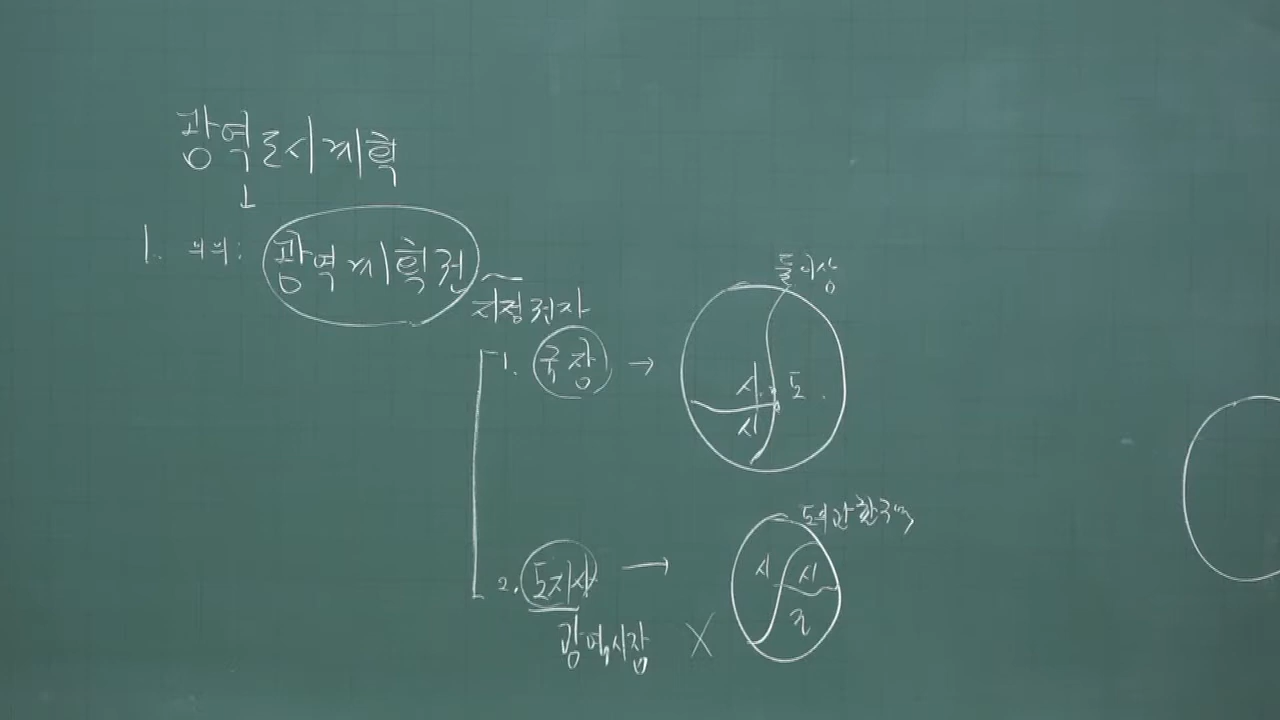 광역도시계획
1. 의의: 광역계획권
지정권자
1. 국장 →
둘이상
시 도
시
2. 도지사 →
도의 관할구역
시 시
군
광역시장 X